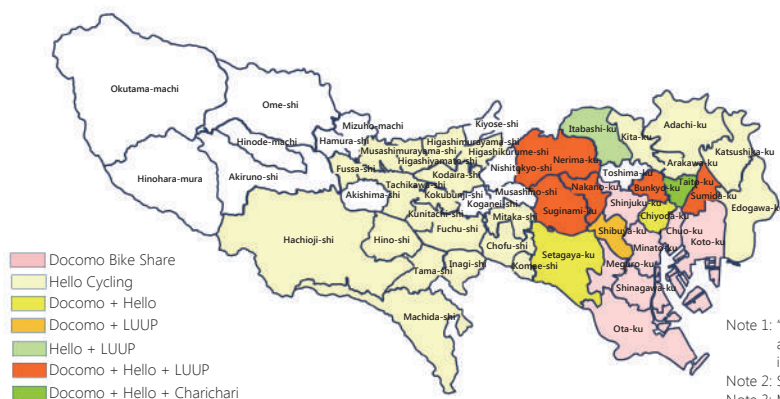 Okutama-machi
Ome-shi
Mizuho-machi
Hinode-machi
Hamura-shi
Hinohara-mura
Akiruno-shi
Fussa-shi
Musashimurayama-shi
Higashimurayama-shi
Higashiyamato-shi
Kiyose-shi
Kodaira-shi
Tachikawa-shi
Akishima-shi
Kokubunji-shi
Kunitachi-shi
Koganei-shi
Nishitokyo-shi
Musashino-shi
Mitaka-shi
Fuchu-shi
Chofu-shi
Hachioji-shi
Hino-shi
Tama-shi
Inagi-shi
Komae-shi
Machida-shi
Itabashi-ku
Kita-ku
Adachi-ku
Katsushika-ku
Nerima-ku
Toshima-ku
Arakawa-ku
Nakano-ku
Bunkyo-ku
Taito-ku
Sumida-ku
Edogawa-ku
Suginami-ku
Shinjuku-ku
Chiyoda-ku
Shibuya-ku
Chuo-ku
Koto-ku
Minato-ku
Setagaya-ku
Meguro-ku
Shinagawa-ku
Ota-ku
Docomo Bike Share
Hello Cycling
Docomo + Hello
Docomo + LUUP
Hello + LUUP
Docomo + Hello + LUUP
Docomo + Hello + Charichari
Note 1: "
a
i
Note 2: S